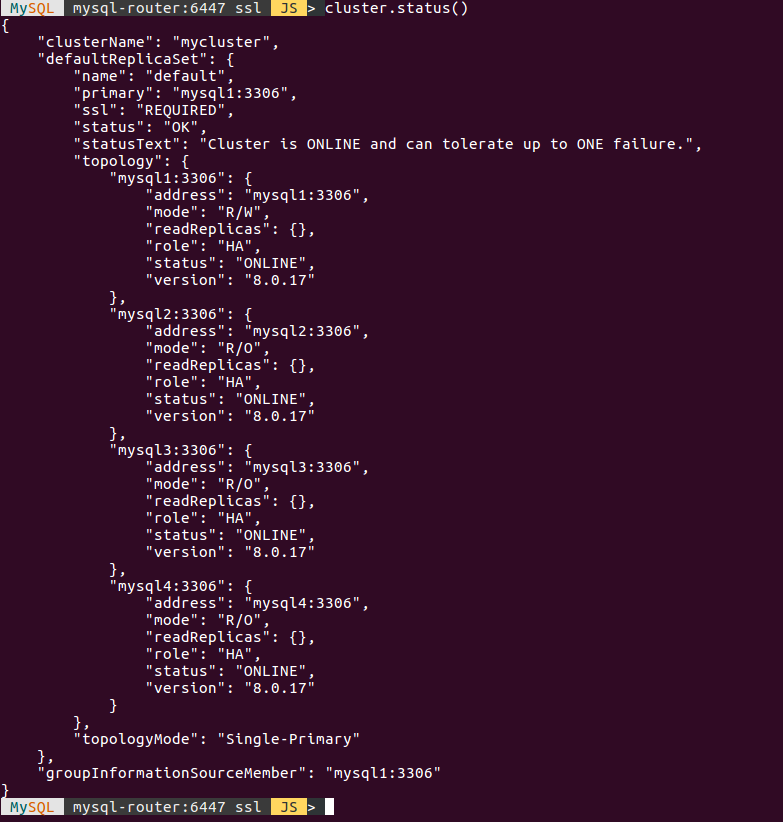 MySQL mysql-router:6447 ssl JS > cluster.status()
{
    "clusterName": "mycluster",
    "defaultReplicaSet": {
        "name": "default",
        "primary": "mysql1:3306",
        "ssl": "REQUIRED",
        "status": "OK",
        "statusText": "Cluster is ONLINE and can tolerate up to ONE failure.",
        "topology": {
            "mysql1:3306": {
                "address": "mysql1:3306",
                "mode": "R/W",
                "readReplicas": {},
                "role": "HA",
                "status": "ONLINE",
                "version": "8.0.17"
            },
            "mysql2:3306": {
                "address": "mysql2:3306",
                "mode": "R/O",
                "readReplicas": {},
                "role": "HA",
                "status": "ONLINE",
                "version": "8.0.17"
            },
            "mysql3:3306": {
                "address": "mysql3:3306",
                "mode": "R/O",
                "readReplicas": {},
                "role": "HA",
                "status": "ONLINE",
                "version": "8.0.17"
            },
            "mysql4:3306": {
                "address": "mysql4:3306",
                "mode": "R/O",
                "readReplicas": {},
                "role": "HA",
                "status": "ONLINE",
                "version": "8.0.17"
            }
        },
        "topologyMode": "Single-Primary"
    },
    "groupInformationSourceMember": "mysql1:3306"
}
MySQL mysql-router:6447 ssl JS >